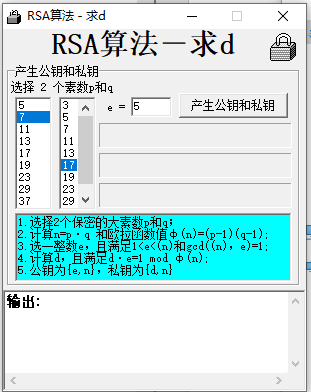 RSA算法 - 求d
RSA算法－求d
产生公钥和私钥
选择 2 个素数p和q
5
7
11
13
17
19
23
29
37
3
5
7
11
13
17
19
23
29
e = 5
产生公钥和私钥
1.选择2个保密的大素数p和q；
2.计算n=p·q 和欧拉函数值φ(n)=(p-1)(q-1);
3.选一整数e，且满足1<e<(n)和gcd((n)，e)=1;
4.计算d，且满足d·e=1 mod φ(n);
5.公钥为{e,n}，私钥为{d,n}
输出: